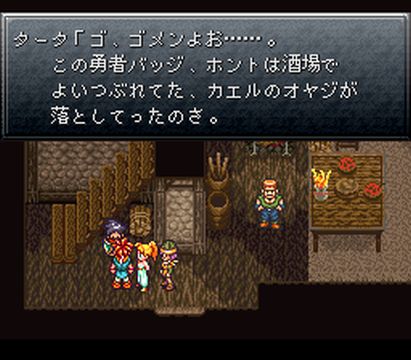 タータ「ゴ、ゴメンよお……。
この勇者バッジ、ホントは酒場で
よいつぶれてた、カエルのオヤジが
落としてったのさ。